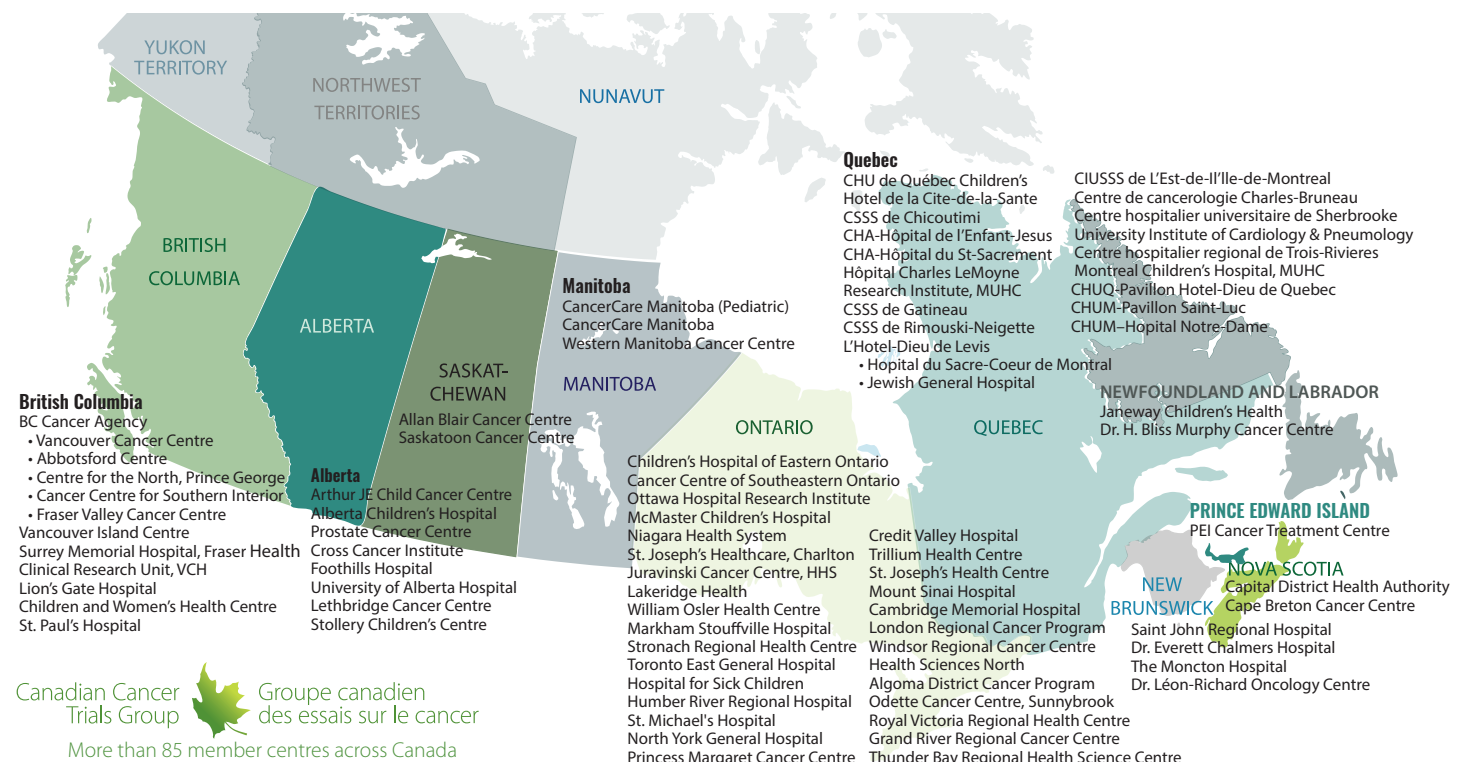 YUKON
TERRITORY
NORTHWEST
TERRITORIES
NUNAVUT
BRITISH
COLUMBIA
ALBERTA
SASKAT-
CHEWAN
Allan Blair Cancer Centre
Saskatoon Cancer Centre
Manitoba
CancerCare Manitoba (Pediatric)
CancerCare Manitoba
Western Manitoba Cancer Centre
MANITOBA
Quebec
CHU de Québec Children's
Hotel de la Cite-de-la-Sante
CSSS de Chicoutimi
CHA-Hôpital de l'Enfant-Jesus
CHA-Hôpital du St-Sacrement
Hôpital Charles LeMoyne
Research Institute, MUHC
CSSS de Gatineau
CSSS de Rimouski-Neigette
L'Hotel-Dieu de Levis
• Hopital du Sacre-Coeur de Montral
• Jewish General Hospital
CIUSSS de L'Est-de-Il'Ile-de-Montreal
Centre de cancerologie Charles-Bruneau
Centre hospitalier universitaire de Sherbrooke
University Institute of Cardiology & Pneumology
Centre hospitalier regional de Trois-Rivieres
Montreal Children's Hospital, MUHC
CHUQ-Pavillon Hotel-Dieu de Quebec
CHUM-Pavillon Saint-Luc
CHUM–Hopital Notre-Dame
QUEBEC
NEWFOUNDLAND AND LABRADOR
Janeway Children's Health
Dr. H. Bliss Murphy Cancer Centre
British Columbia
BC Cancer Agency
• Vancouver Cancer Centre
• Abbotsford Centre
• Centre for the North, Prince George
• Cancer Centre for Southern Interior
• Fraser Valley Cancer Centre
Vancouver Island Centre
Surrey Memorial Hospital, Fraser Health
Clinical Research Unit, VCH
Lion's Gate Hospital
Children and Women's Health Centre
St. Paul's Hospital
Alberta
Arthur JE Child Cancer Centre
Alberta Children's Hospital
Prostate Cancer Centre
Cross Cancer Institute
Foothills Hospital
University of Alberta Hospital
Lethbridge Cancer Centre
Stollery Children's Centre
ONTARIO
Children's Hospital of Eastern Ontario
Cancer Centre of Southeastern Ontario
Ottawa Hospital Research Institute
McMaster Children's Hospital
Niagara Health System
St. Joseph's Healthcare, Charlton
Juravinski Cancer Centre, HHS
Lakeridge Health
William Osler Health Centre
Markham Stouffville Hospital
Stronach Regional Health Centre
Toronto East General Hospital
Hospital for Sick Children
Humber River Regional Hospital
St. Michael's Hospital
North York General Hospital
Princess Margaret Cancer Centre
Credit Valley Hospital
Trillium Health Centre
St. Joseph's Health Centre
Mount Sinai Hospital
Cambridge Memorial Hospital
London Regional Cancer Program
Windsor Regional Cancer Centre
Health Sciences North
Algoma District Cancer Program
Odette Cancer Centre, Sunnybrook
Royal Victoria Regional Health Centre
Grand River Regional Cancer Centre
Thunder Bay Regional Health Science Centre
PRINCE EDWARD ISLAND
PEI Cancer Treatment Centre
NOVA SCOTIA
Capital District Health Authority
Cape Breton Cancer Centre
NEW
BRUNSWICK
Saint John Regional Hospital
Dr. Everett Chalmers Hospital
The Moncton Hospital
Dr. Léon-Richard Oncology Centre
Canadian Cancer
Trials Group
Groupe canadien
des essais sur le cancer
More than 85 member centres across Canada